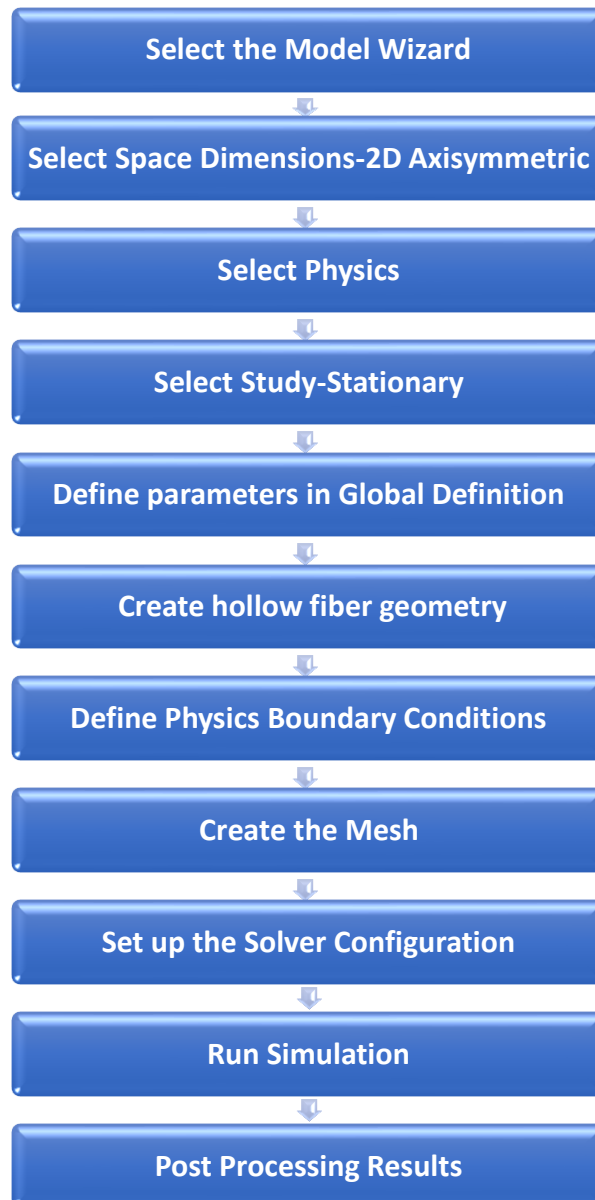 Select the Model Wizard
Select Space Dimensions-2D Axisymmetric
Select Physics
Select Study-Stationary
Define parameters in Global Definition
Create hollow fiber geometry
Define Physics Boundary Conditions
Create the Mesh
Set up the Solver Configuration
Run Simulation
Post Processing Results